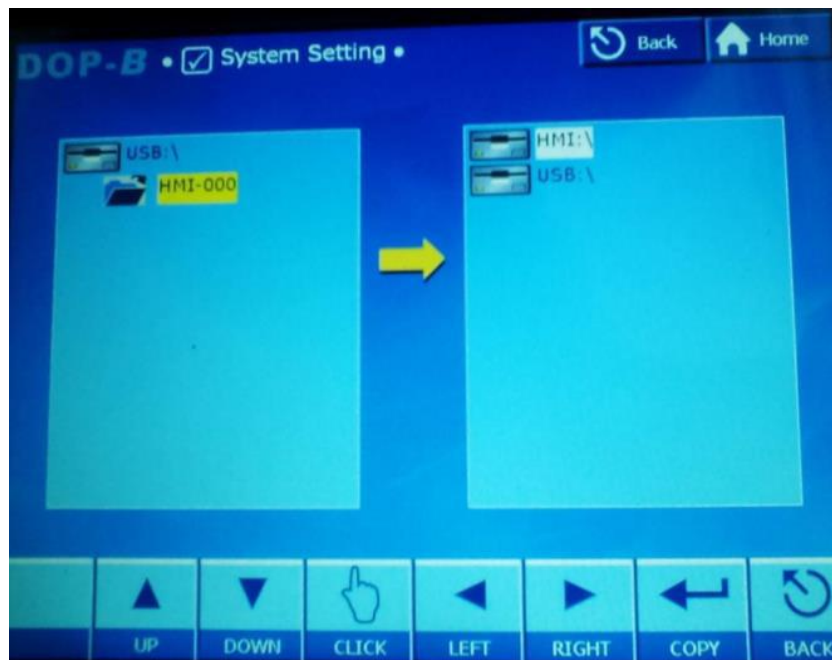 DOP-B • System Setting •
Back
Home
USB:\
HMI-000
HMI:\
USB:\
UP
DOWN
CLICK
LEFT
RIGHT
COPY
BACK